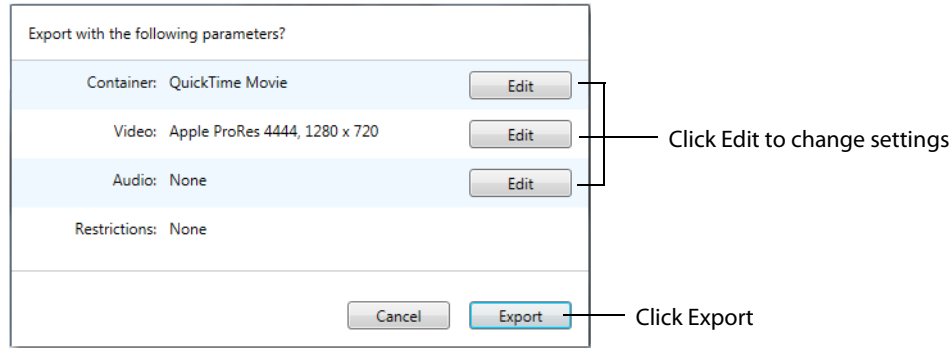 Export with the following parameters?
Container: QuickTime Movie Edit
Video: Apple ProRes 4444, 1280 x 720 Edit Click Edit to change settings
Audio: None Edit
Restrictions: None
Cancel Export Click Export